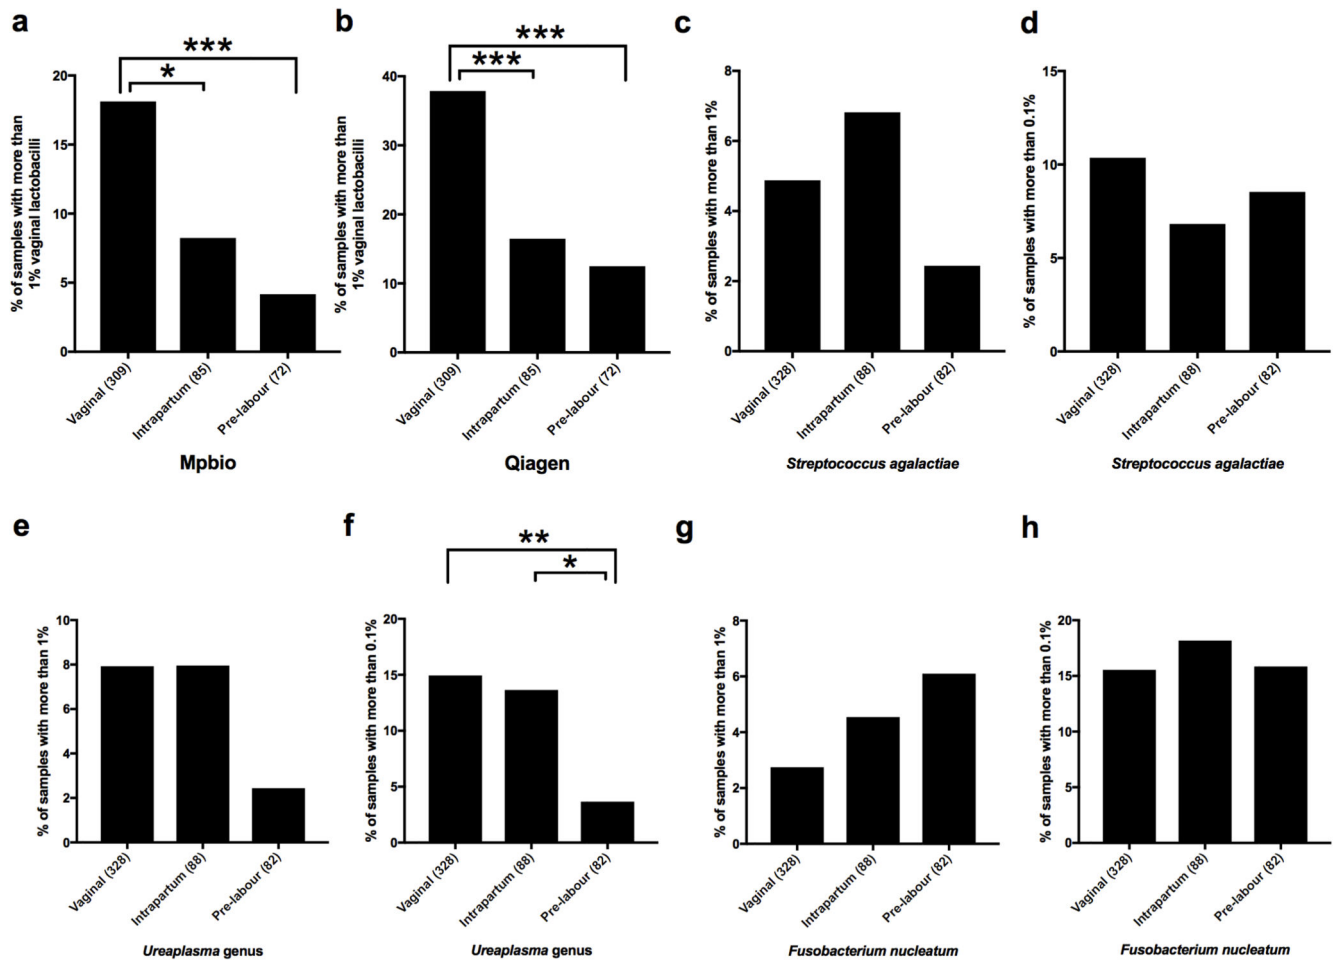 a
***
*
20
15
10
5
0
% of samples with more than
1% vaginal lactobacilli
Vaginal (309)
Intrapartum (85)
Pre-labour (72)
Mpbio
b
***
***
40
30
20
10
0
% of samples with more than
1% vaginal lactobacilli
Vaginal (309)
Intrapartum (85)
Pre-labour (72)
Qiagen
c
8
6
4
2
0
% of samples with more than 1%
Vaginal (328)
Intrapartum (88)
Pre-labour (82)
Streptococcus agalactiae
d
15
10
5
0
% of samples with more than 0.1%
Vaginal (328)
Intrapartum (88)
Pre-labour (82)
Streptococcus agalactiae
e
10
8
6
4
2
0
% of samples with more than 1%
Vaginal (328)
Intrapartum (88)
Pre-labour (82)
Ureaplasma genus
f
**
*
20
15
10
5
0
% of samples with more than 0.1%
Vaginal (328)
Intrapartum (88)
Pre-labour (82)
Ureaplasma genus
g
8
6
4
2
0
% of samples with more than 1%
Vaginal (328)
Intrapartum (88)
Pre-labour (82)
Fusobacterium nucleatum
h
20
15
10
5
0
% of samples with more than 0.1%
Vaginal (328)
Intrapartum (88)
Pre-labour (82)
Fusobacterium nucleatum